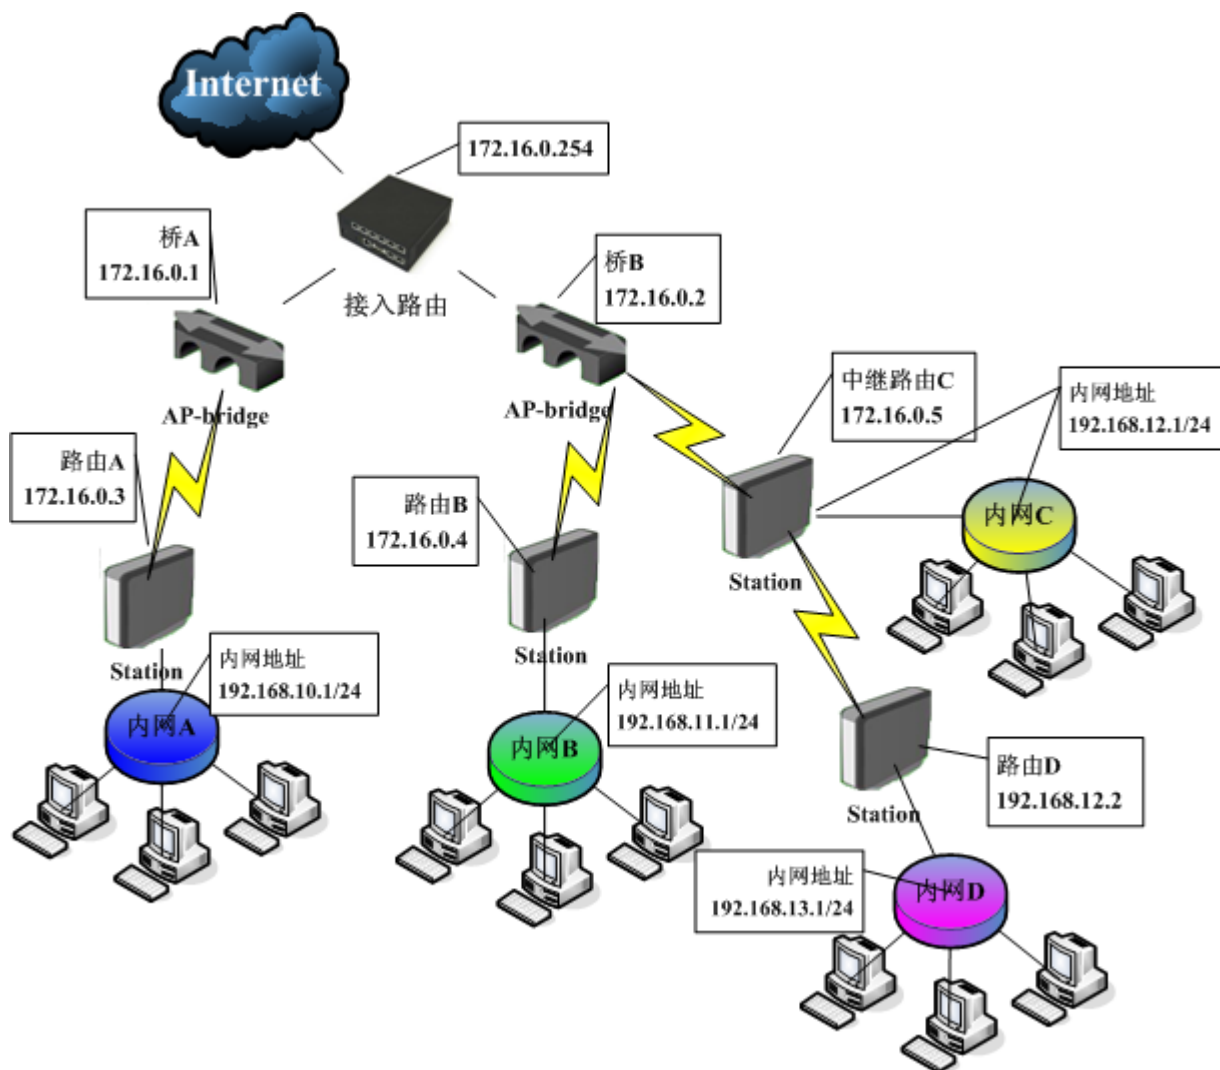 Internet
172.16.0.254
桥A
172.16.0.1
桥B
172.16.0.2
接入路由
AP-bridge
AP-bridge
中继路由C
172.16.0.5
内网地址
192.168.12.1/24
路由A
172.16.0.3
路由B
172.16.0.4
内网C
Station
Station
Station
内网地址
192.168.10.1/24
内网地址
192.168.11.1/24
内网A
内网B
路由D
192.168.12.2
Station
内网地址
192.168.13.1/24
内网D